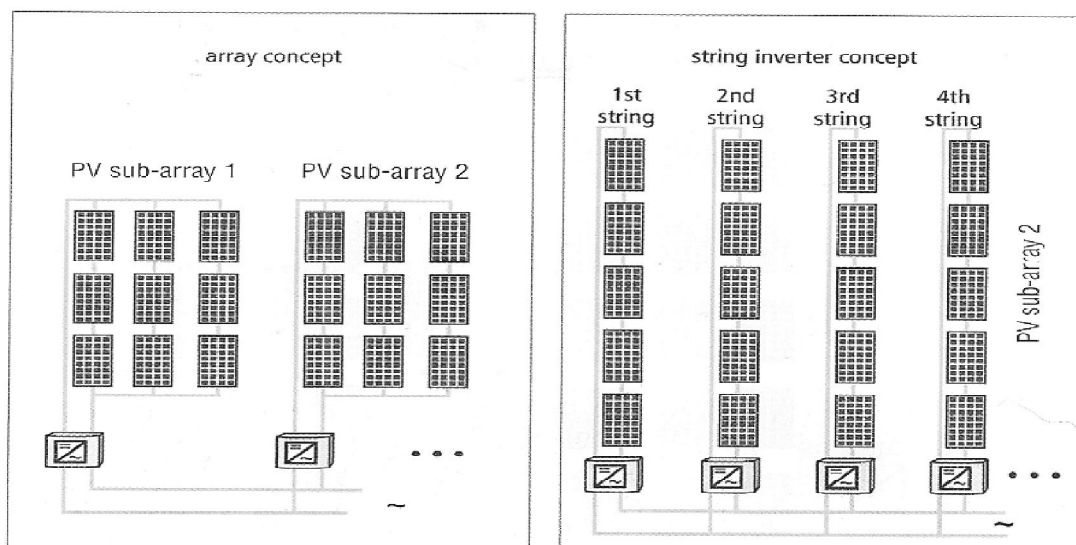 array concept
PV sub-array 1
PV sub-array 2
• • •
~
string inverter concept
1st
string
2nd
string
3rd
string
4th
string
PV sub-array 2
• • •
~